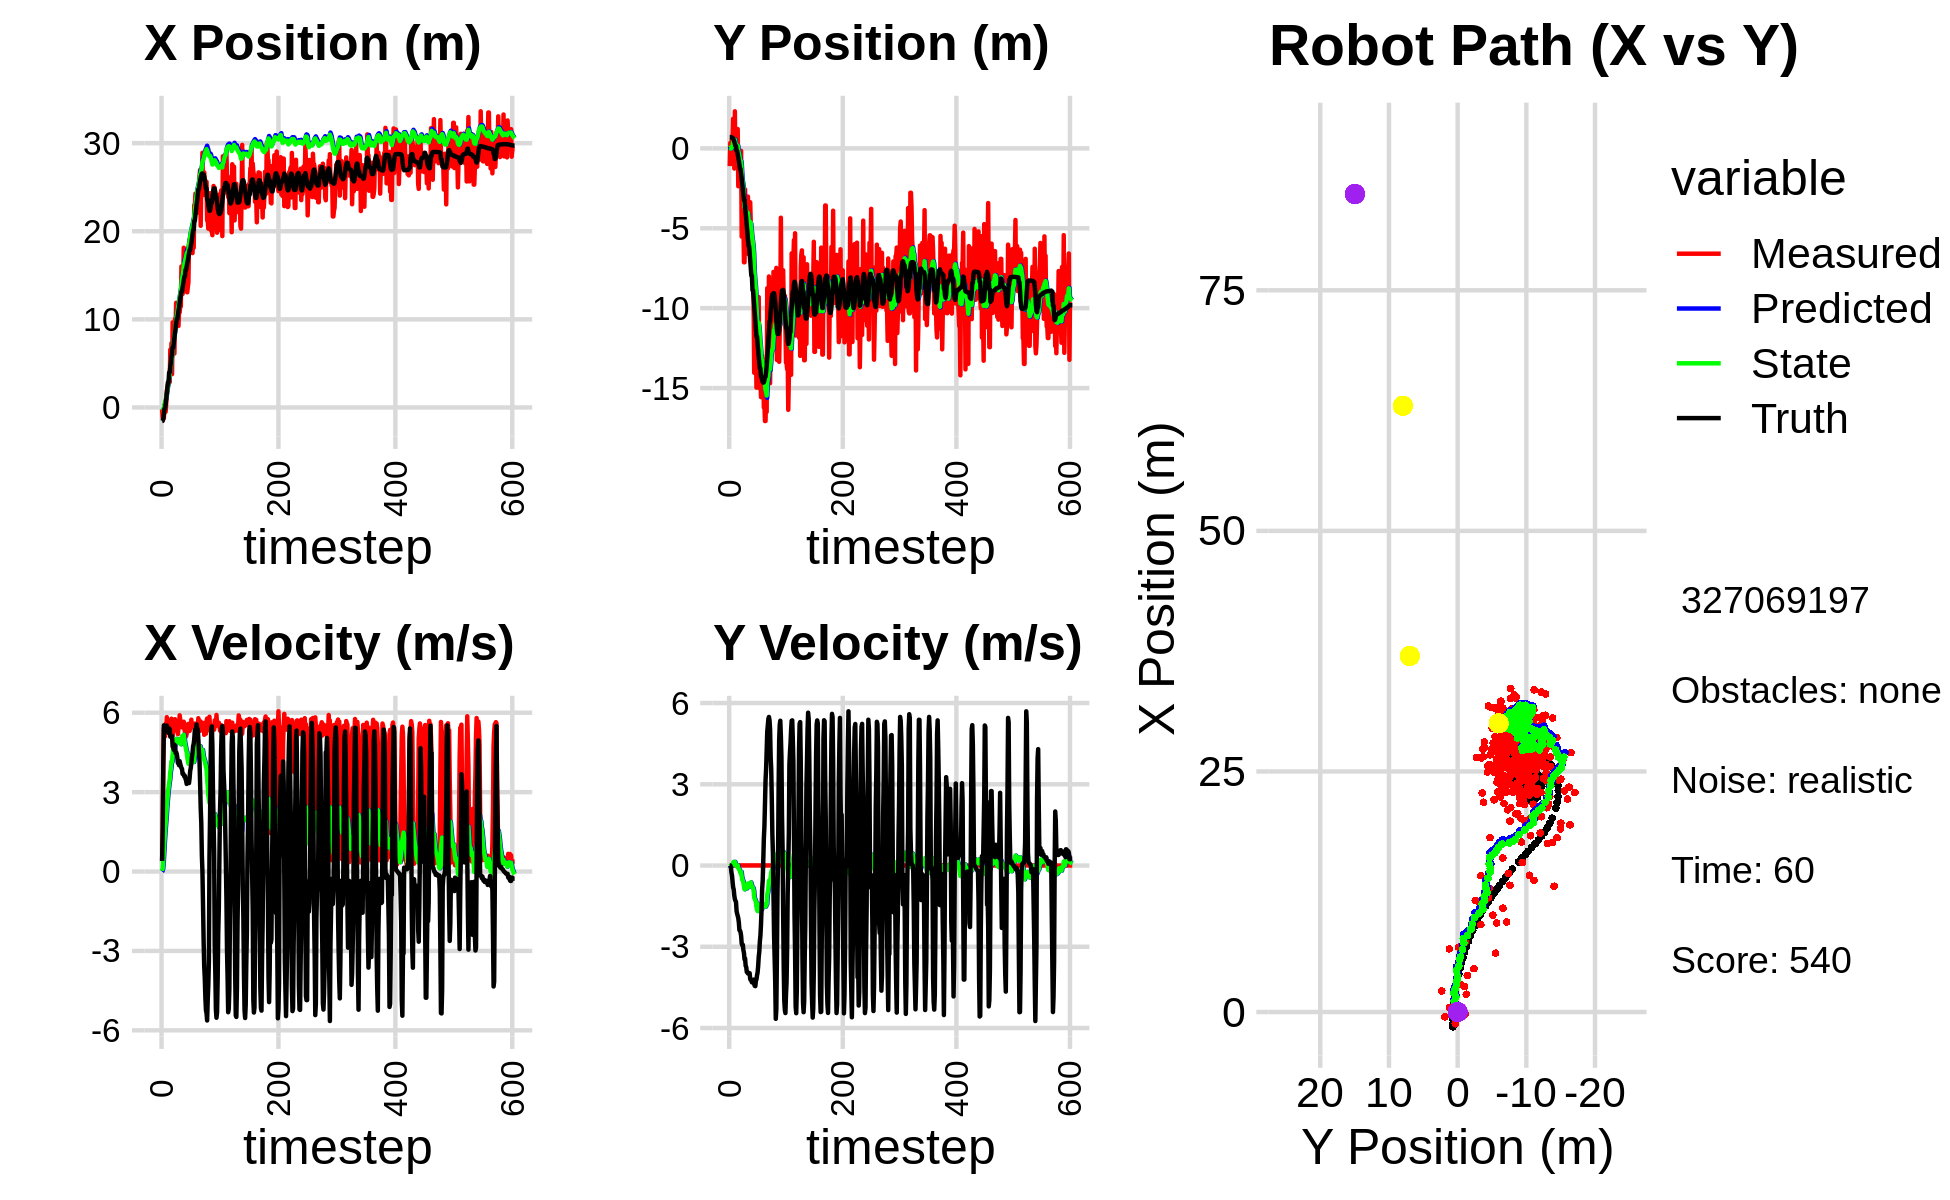 X Position (m)
30
20
10
0
0
200
400
600
timestep
Y Position (m)
0
-5
-10
-15
0
200
400
600
timestep
X Velocity (m/s)
6
3
0
-3
-6
0
200
400
600
timestep
Y Velocity (m/s)
6
3
0
-3
-6
0
200
400
600
timestep
Robot Path (X vs Y)
X Position (m)
75
50
25
0
20 10 0 -10 -20
Y Position (m)
variable
Measured
Predicted
State
Truth
327069197
Obstacles: none
Noise: realistic
Time: 60
Score: 540